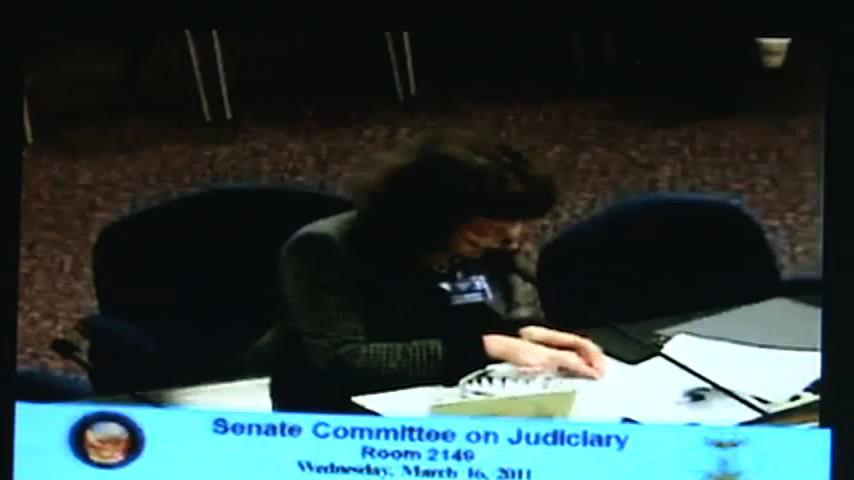 Senate Committee on Judiciary
Room 2149
Wednesday, March 16, 2011